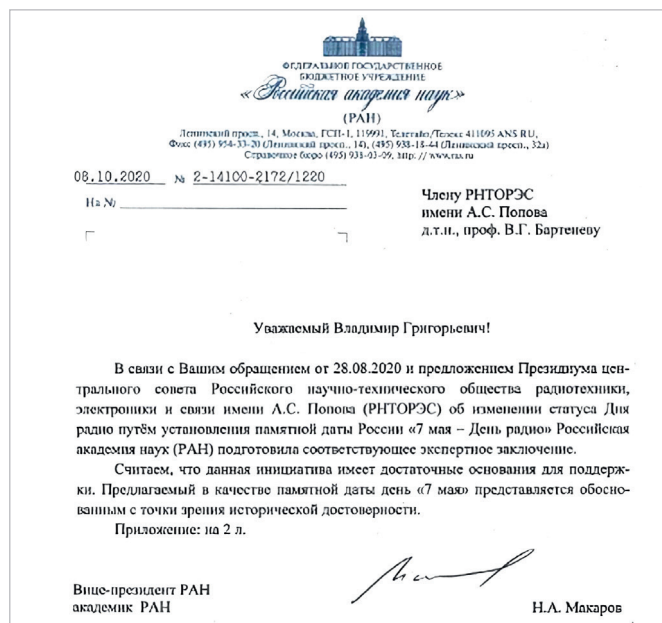 ФЕДЕРАЛЬНОЕ ГОСУДАРСТВЕННОЕ
БЮДЖЕТНОЕ УЧРЕЖДЕНИЕ
«Российская академия наук»
(РАН)
Ленинский просп., 14, Москва, ГСП-1, 119991, Телетайп/Телекс 411095 ANS RU,
Факс (495) 954-33-20 (Ленинский просп., 14), (495) 938-18-44 (Ленинский просп., 32а)
Справочное бюро (495) 938-03-09, http: // www.ras.ru
08.10.2020 № 2-14100-2172/1220
На №
Члену РНТОРЭС
имени А.С. Попова
д.т.н., проф. В.Г. Бартеневу
Уважаемый Владимир Григорьевич!
В связи с Вашим обращением от 28.08.2020 и предложением Президиума цен-
трального совета Российского научно-технического общества радиотехники,
электроники и связи имени А.С. Попова (РНТОРЭС) об изменении статуса Дня
радио путём установления памятной даты России «7 мая – День радио» Российская
академия наук (РАН) подготовила соответствующее экспертное заключение.
Считаем, что данная инициатива имеет достаточные основания для поддерж-
ки. Предлагаемый в качестве памятной даты день «7 мая» представляется обосно-
ванным с точки зрения исторической достоверности.
Приложение: на 2 л.
Вице-президент РАН
академик РАН
Н.А. Макаров